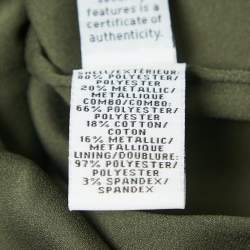 features is a
certificate of
authenticity.
SHELL/EXTÉRIEUR:
80% POLYESTER/
POLYESTER
20% METALLIC/
METALLIQUE
COMBO/COMBO:
66% POLYESTER/
POLYESTER
18% COTTON/
COTON
16% METALLIC/
METALLIQUE
LINING/DOUBLURE:
97% POLYESTER/
POLYESTER
3% SPANDEX/
SPANDEX